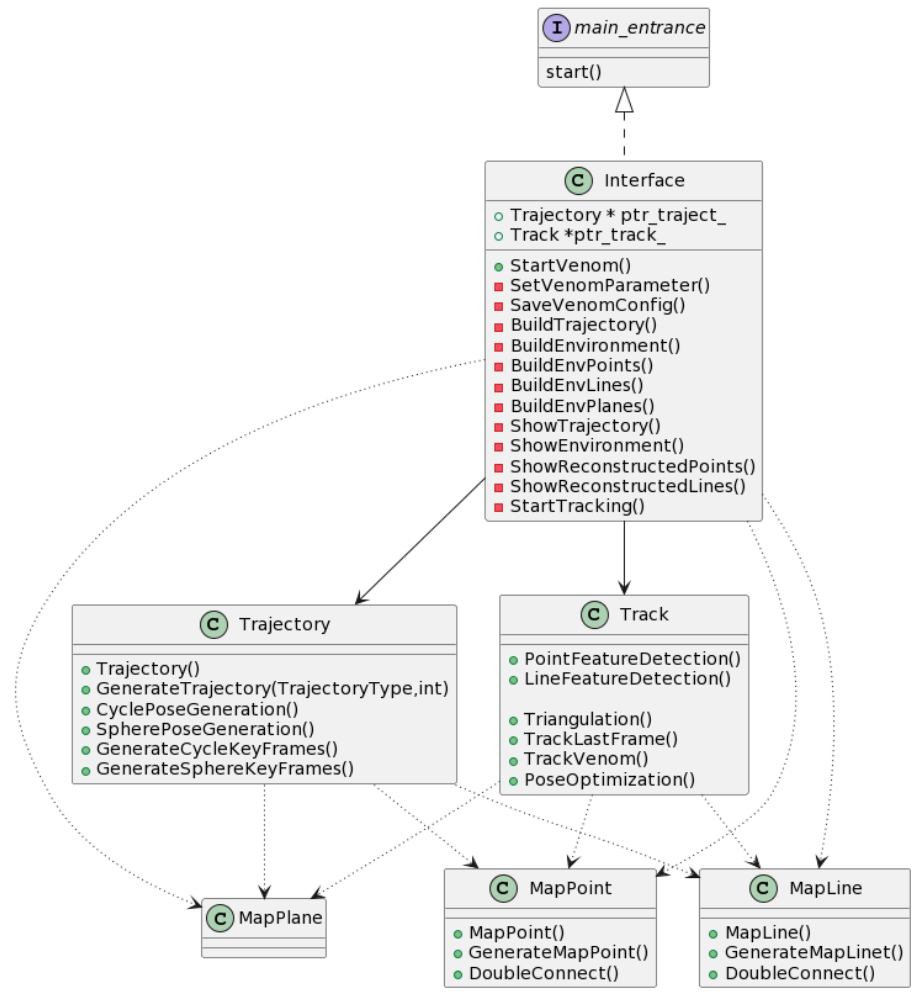 I main_entrance
start()
C Interface
Trajectory * ptr_traject_
Track *ptr_track_
StartVenom()
SetVenomParameter()
SaveVenomConfig()
BuildTrajectory()
BuildEnvironment()
BuildEnvPoints()
BuildEnvLines()
BuildEnvPlanes()
ShowTrajectory()
ShowEnvironment()
ShowReconstructedPoints()
ShowReconstructedLines()
StartTracking()
C Trajectory
Trajectory()
GenerateTrajectory(TrajectoryType,int)
CyclePoseGeneration()
SpherePoseGeneration()
GenerateCycleKeyFrames()
GenerateSphereKeyFrames()
C Track
PointFeatureDetection()
LineFeatureDetection()
Triangulation()
TrackLastFrame()
TrackVenom()
PoseOptimization()
C MapPlane
C MapPoint
MapPoint()
GenerateMapPoint()
DoubleConnect()
C MapLine
MapLine()
GenerateMapLinet()
DoubleConnect()